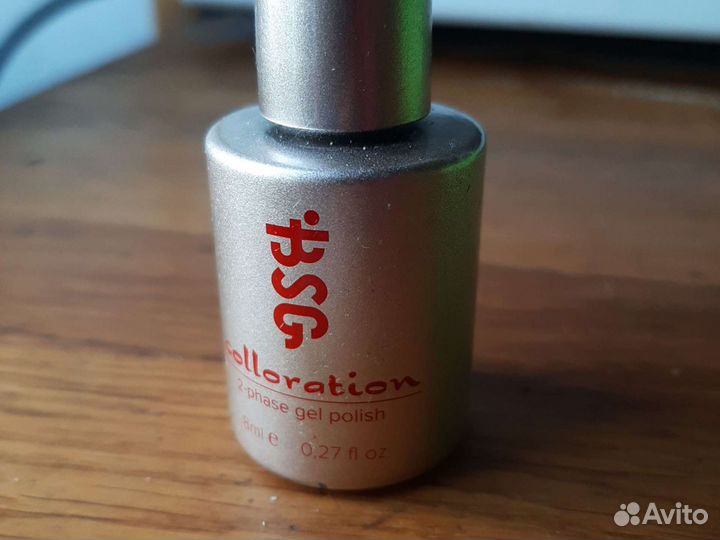 BSG
Colloration
2-phase gel polish
8ml e 0.27 fl oz
Avito